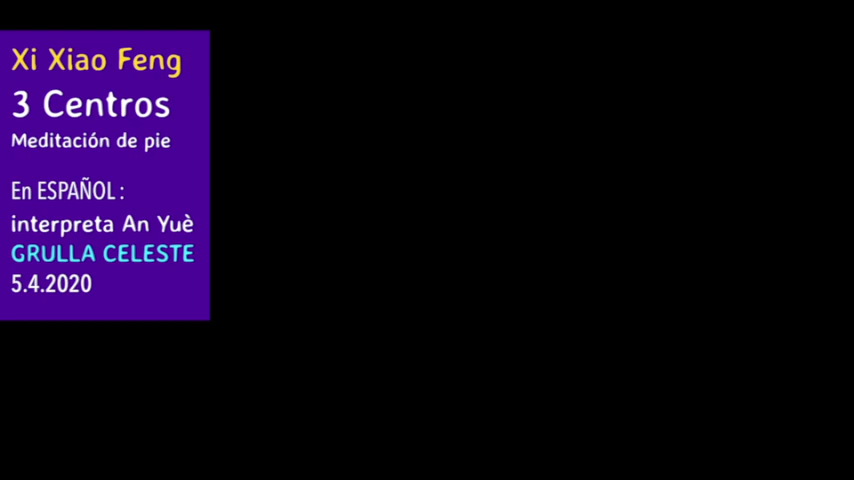 Xi Xiao Feng
3 Centros
Meditación de pie
En ESPAÑOL :
interpreta An Yuè
GRULLA CELESTE
5.4.2020